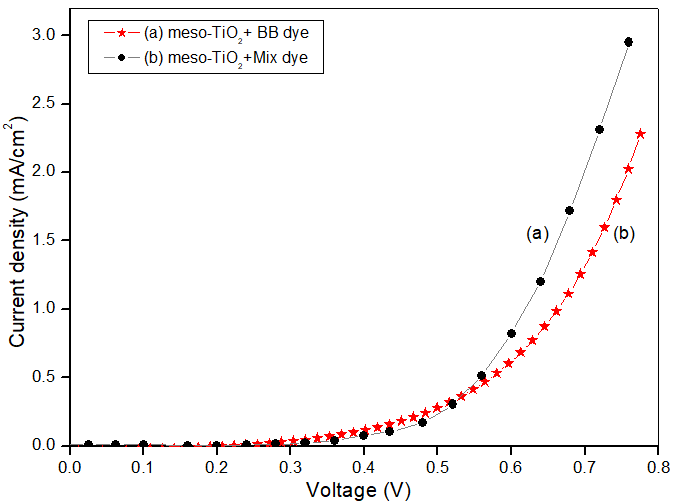 (a) meso-TiO₂+ BB dye
(b) meso-TiO₂+Mix dye
3.0
2.5
2.0
1.5
1.0
0.5
0.0
Current density (mA/cm²)
(a)
(b)
0.0 0.1 0.2 0.3 0.4 0.5 0.6 0.7 0.8
Voltage (V)